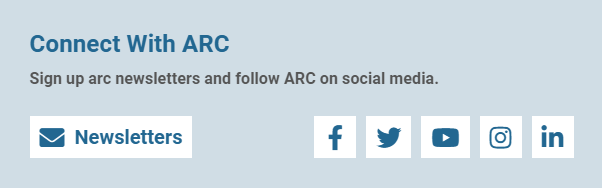 Connect With ARC
Sign up arc newsletters and follow ARC on social media.
Newsletters